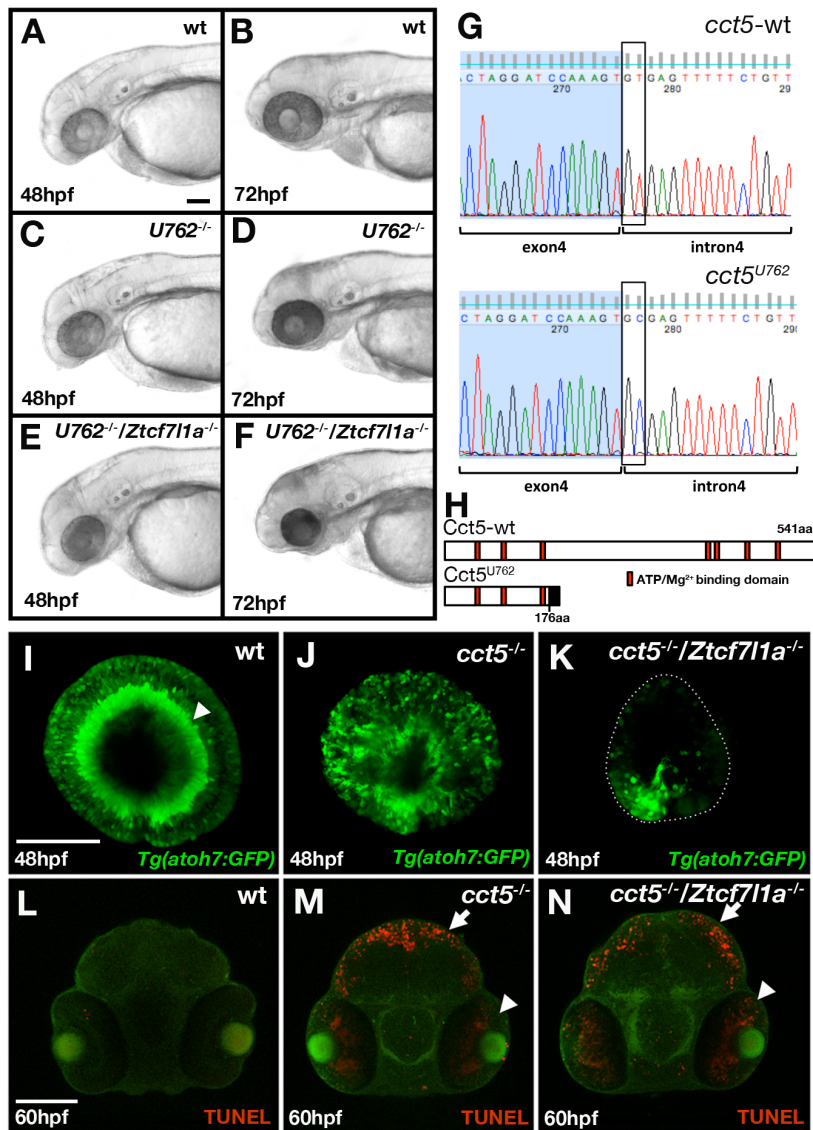 A
wt
48hpf
B
wt
72hpf
C
U762-/-
48hpf
D
U762-/-
72hpf
E
U762-/-/Ztcf7l1a-/-
48hpf
F
U762-/-/Ztcf7l1a-/-
72hpf
G
cct5-wt
CTAGGATCCAAAGTGTGAGTTTTTCTGTT
270 280 29
exon4 intron4
cct5U762
CTAGGATCCAAAGTGCGAGTTTTTCTGTT
270 280 29
exon4 intron4
H
Cct5-wt
541aa
Cct5U762
ATP/Mg2+ binding domain
176aa
I
wt
48hpf
Tg(atoh7:GFP)
J
cct5-/-
48hpf
Tg(atoh7:GFP)
K
cct5-/-/Ztcf7l1a-/-
48hpf
Tg(atoh7:GFP)
L
wt
60hpf
TUNEL
M
cct5-/-
60hpf
TUNEL
N
cct5-/-/Ztcf7l1a-/-
60hpf
TUNEL